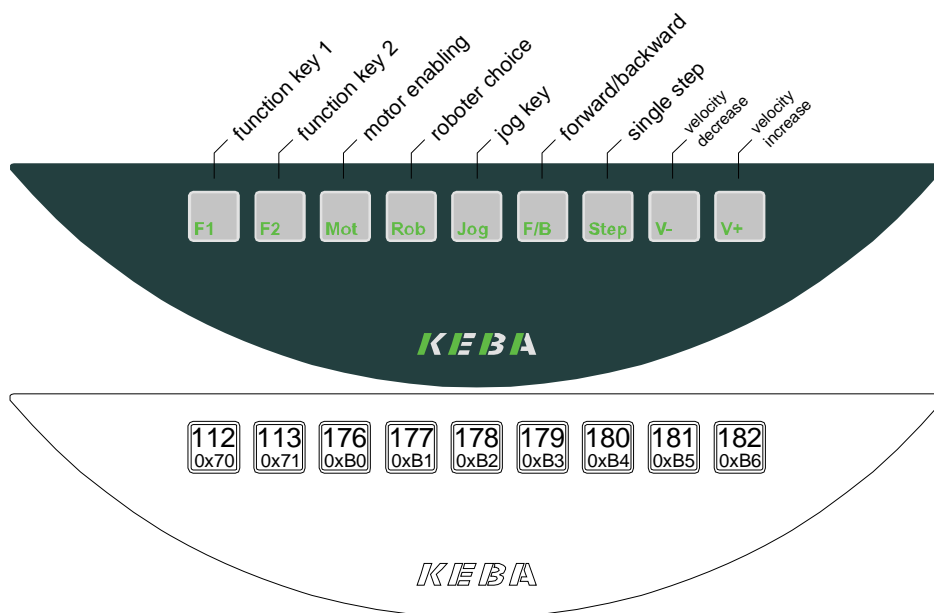 function key 1
function key 2
motor enabling
roboter choice
jog key
forward/backward
single step
velocity
decrease
velocity
increase
F1 F2 Mot Rob Jog F/B Step V- V+
KEBA
112 113 176 177 178 179 180 181 182
0x70 0x71 0xB0 0xB1 0xB2 0xB3 0xB4 0xB5 0xB6
KEBA